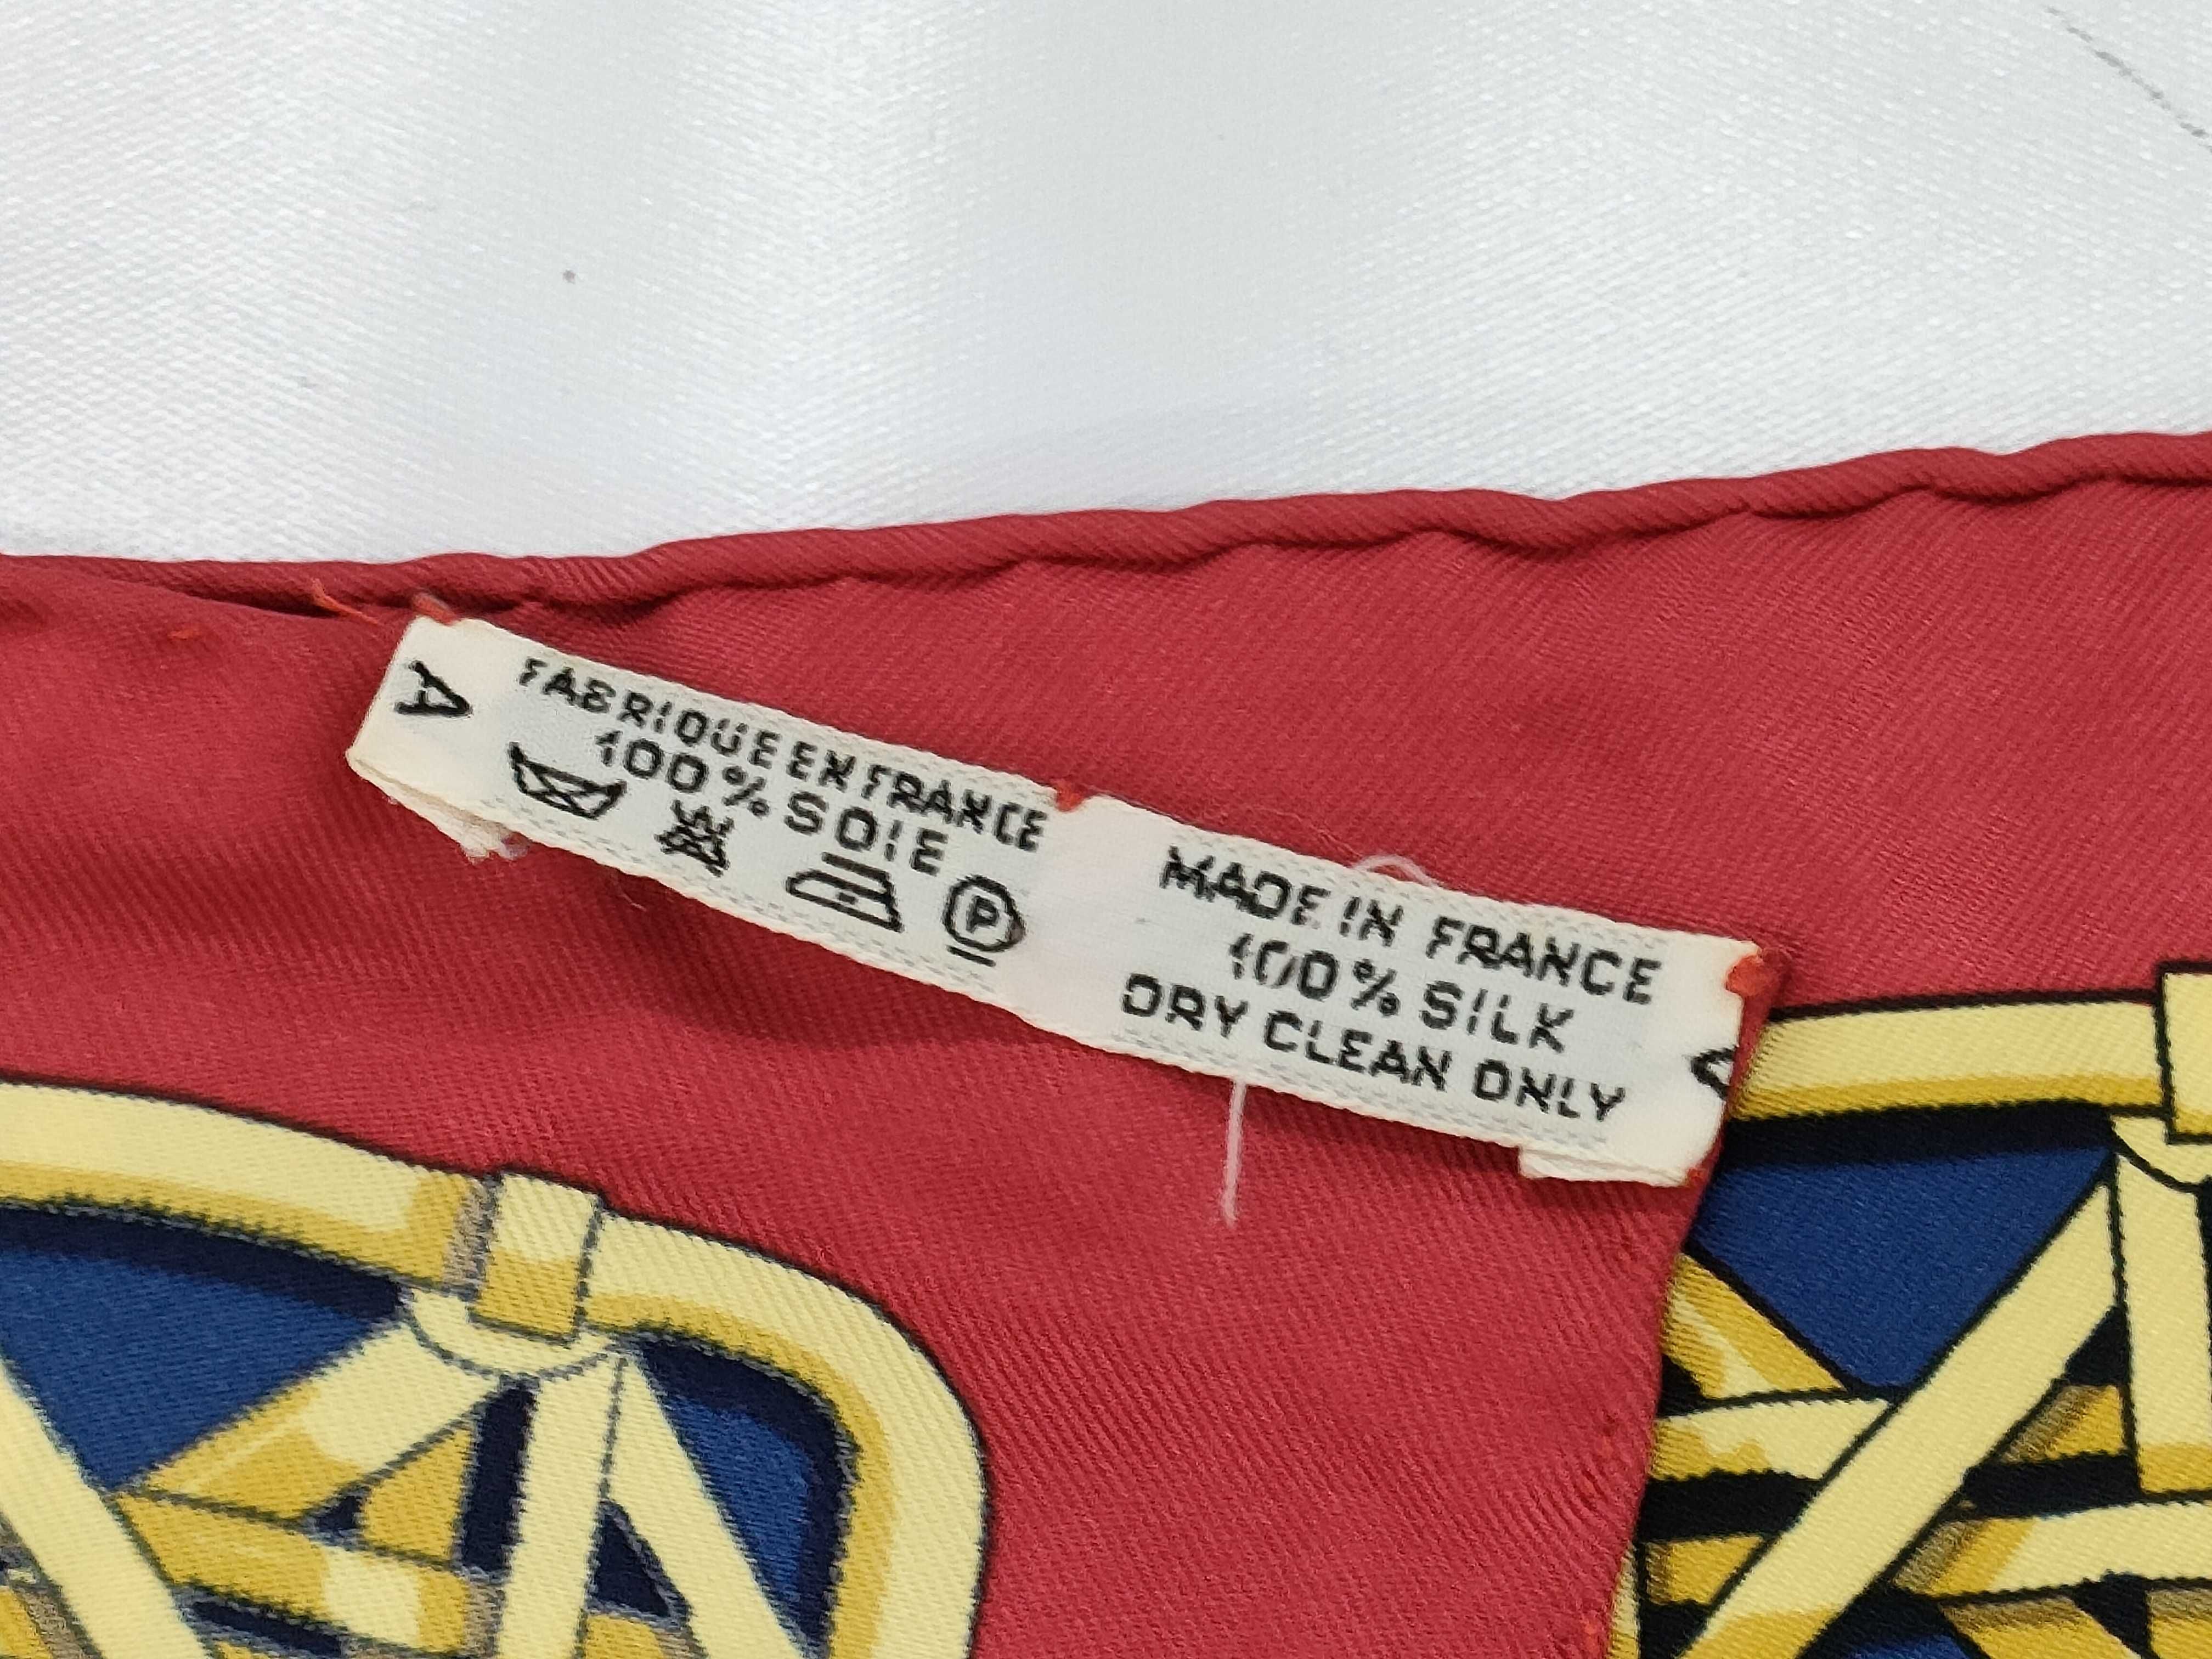 A
FABRIQUE EN FRANCE
100% SOIE
P
MADE IN FRANCE
100% SILK
DRY CLEAN ONLY